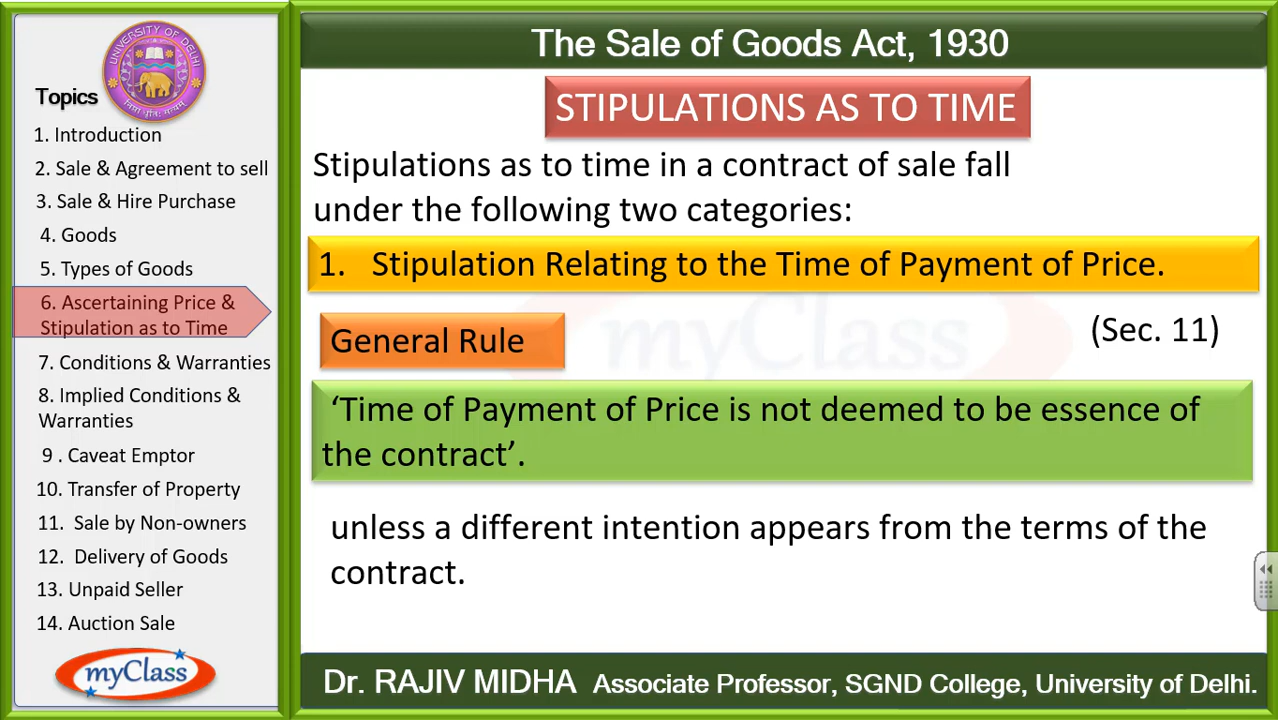 UNIVERSITY OF DELHI
Topics
1. Introduction
2. Sale & Agreement to sell
3. Sale & Hire Purchase
4. Goods
5. Types of Goods
6. Ascertaining Price &
Stipulation as to Time
7. Conditions & Warranties
8. Implied Conditions &
Warranties
9 . Caveat Emptor
10. Transfer of Property
11. Sale by Non-owners
12. Delivery of Goods
13. Unpaid Seller
14. Auction Sale
myClass
The Sale of Goods Act, 1930
STIPULATIONS AS TO TIME
Stipulations as to time in a contract of sale fall
under the following two categories:
1. Stipulation Relating to the Time of Payment of Price.
General Rule
(Sec. 11)
myClass
‘Time of Payment of Price is not deemed to be essence of
the contract’.
unless a different intention appears from the terms of the
contract.
Dr. RAJIV MIDHA Associate Professor, SGND College, University of Delhi.